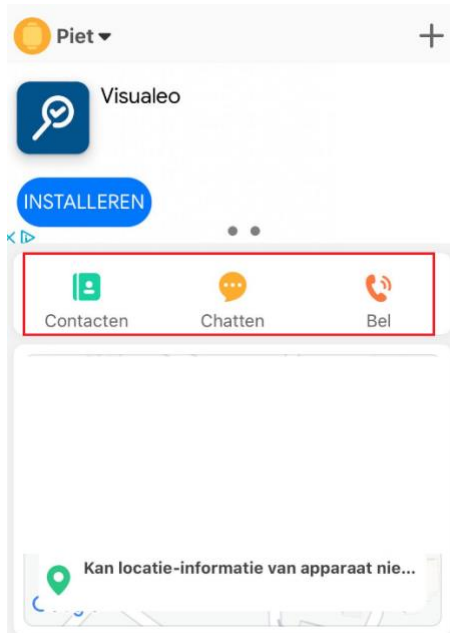 Piet
Visualeo
INSTALLEREN
Contacten Chatten Bel
Kan locatie-informatie van apparaat nie...